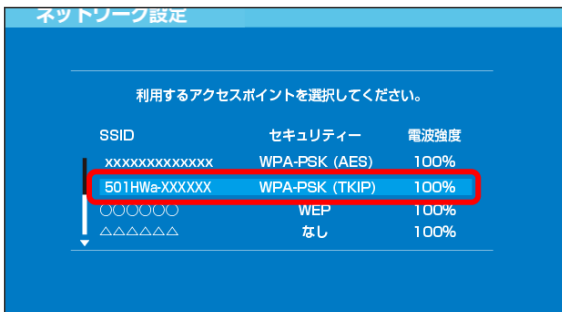 ネットワーク設定
利用するアクセスポイントを選択してください。
SSID セキュリティー 電波強度
xxxxxxxxxxxxx WPA-PSK (AES) 100%
501HWa-XXXXXX WPA-PSK (TKIP) 100%
○○○○○○ WEP 100%
△△△△△△ なし 100%